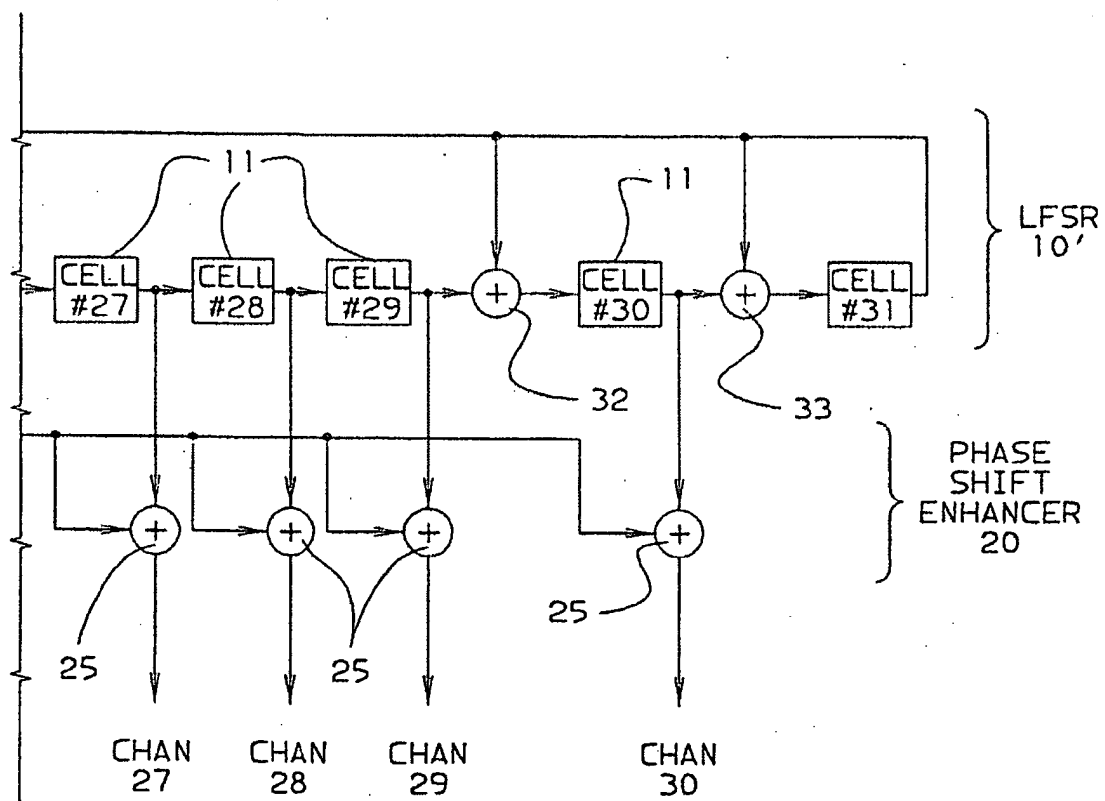 11
11
LFSR
10'
CELL
#27
CELL
#28
CELL
#29
+
CELL
#30
+
CELL
#31
32
33
PHASE
SHIFT
ENHANCER
20
+
+
+
+
25
25
25
CHAN
27
CHAN
28
CHAN
29
CHAN
30